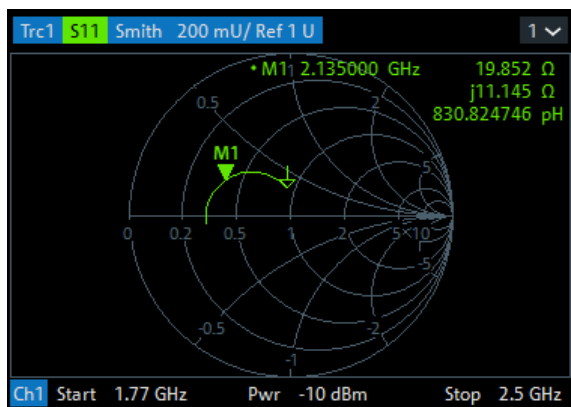 Trc1 S11 Smith 200 mU/ Ref 1 U 1
• M1 2.135000 GHz 19.852 Ω
j11.145 Ω
830.824746 pH
1
0.5
2
M1
5
0 0.2 0.5 1 2 5 10
-5
-0.5
-2
-1
Ch1 Start 1.77 GHz Pwr -10 dBm Stop 2.5 GHz